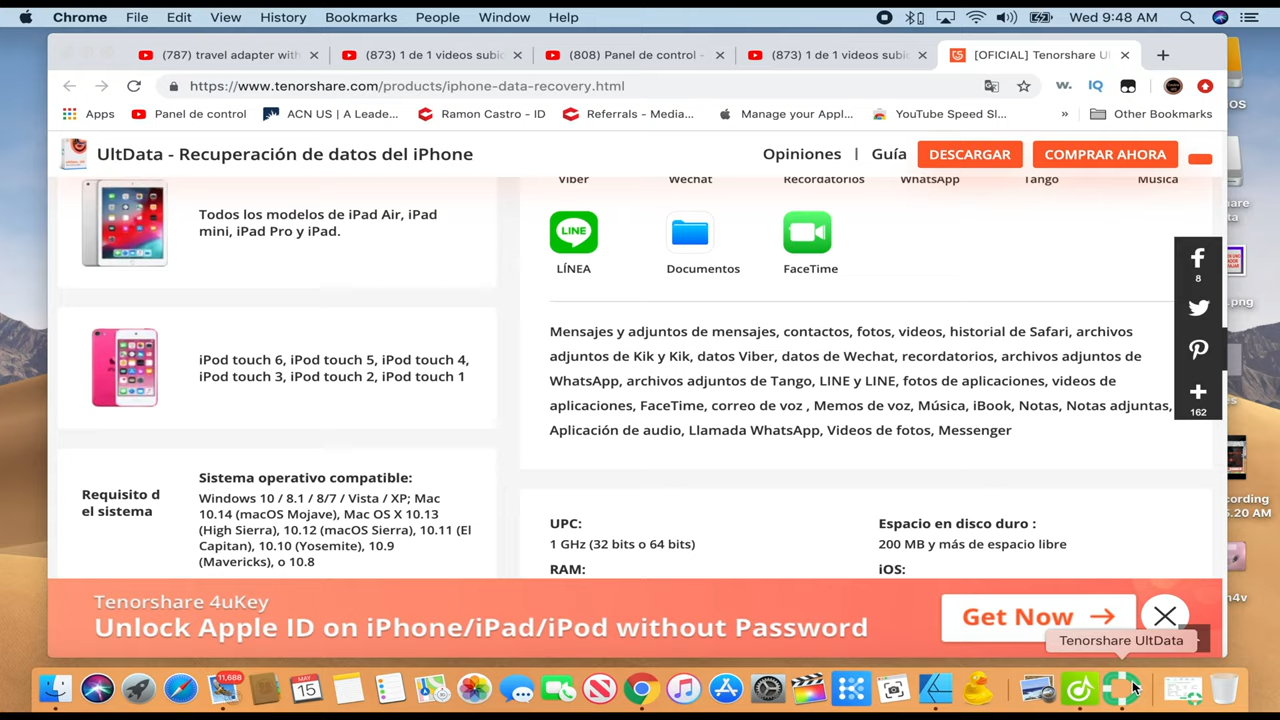 Chrome File Edit View History Bookmarks People Window Help Wed 9:48 AM
(787) travel adapter with
(873) 1 de 1 videos subid
(808) Panel de control -
(873) 1 de 1 videos subid
[OFICIAL] Tenorshare Ul
https://www.tenorshare.com/products/iphone-data-recovery.html
W. IQ
Apps Panel de control ACN US | A Leade... Ramon Castro - ID Referrals - Media... Manage your Appl... YouTube Speed Sl... » Other Bookmarks
UltData - Recuperación de datos del iPhone
Opiniones | Guía DESCARGAR COMPRAR AHORA
Viber Wechat Recordatorios WhatsApp Tango Música
Todos los modelos de iPad Air, iPad
mini, iPad Pro y iPad.
LINE
LÍNEA Documentos FaceTime
8
162
iPod touch 6, iPod touch 5, iPod touch 4,
iPod touch 3, iPod touch 2, iPod touch 1
Mensajes y adjuntos de mensajes, contactos, fotos, videos, historial de Safari, archivos
adjuntos de Kik y Kik, datos Viber, datos de Wechat, recordatorios, archivos adjuntos de
WhatsApp, archivos adjuntos de Tango, LINE y LINE, fotos de aplicaciones, videos de
aplicaciones, FaceTime, correo de voz , Memos de voz, Música, iBook, Notas, Notas adjuntas,
Aplicación de audio, Llamada WhatsApp, Videos de fotos, Messenger
Requisito d
el sistema
Sistema operativo compatible:
Windows 10 / 8.1 / 8/7 / Vista / XP; Mac
10.14 (macOS Mojave), Mac OS X 10.13
(High Sierra), 10.12 (macOS Sierra), 10.11 (El
Capitan), 10.10 (Yosemite), 10.9
(Mavericks), o 10.8
UPC:
1 GHz (32 bits o 64 bits)
RAM:
Espacio en disco duro :
200 MB y más de espacio libre
iOS:
Tenorshare 4uKey
Unlock Apple ID on iPhone/iPad/iPod without Password
Get Now →
Tenorshare UltData
11,688
MAY
15